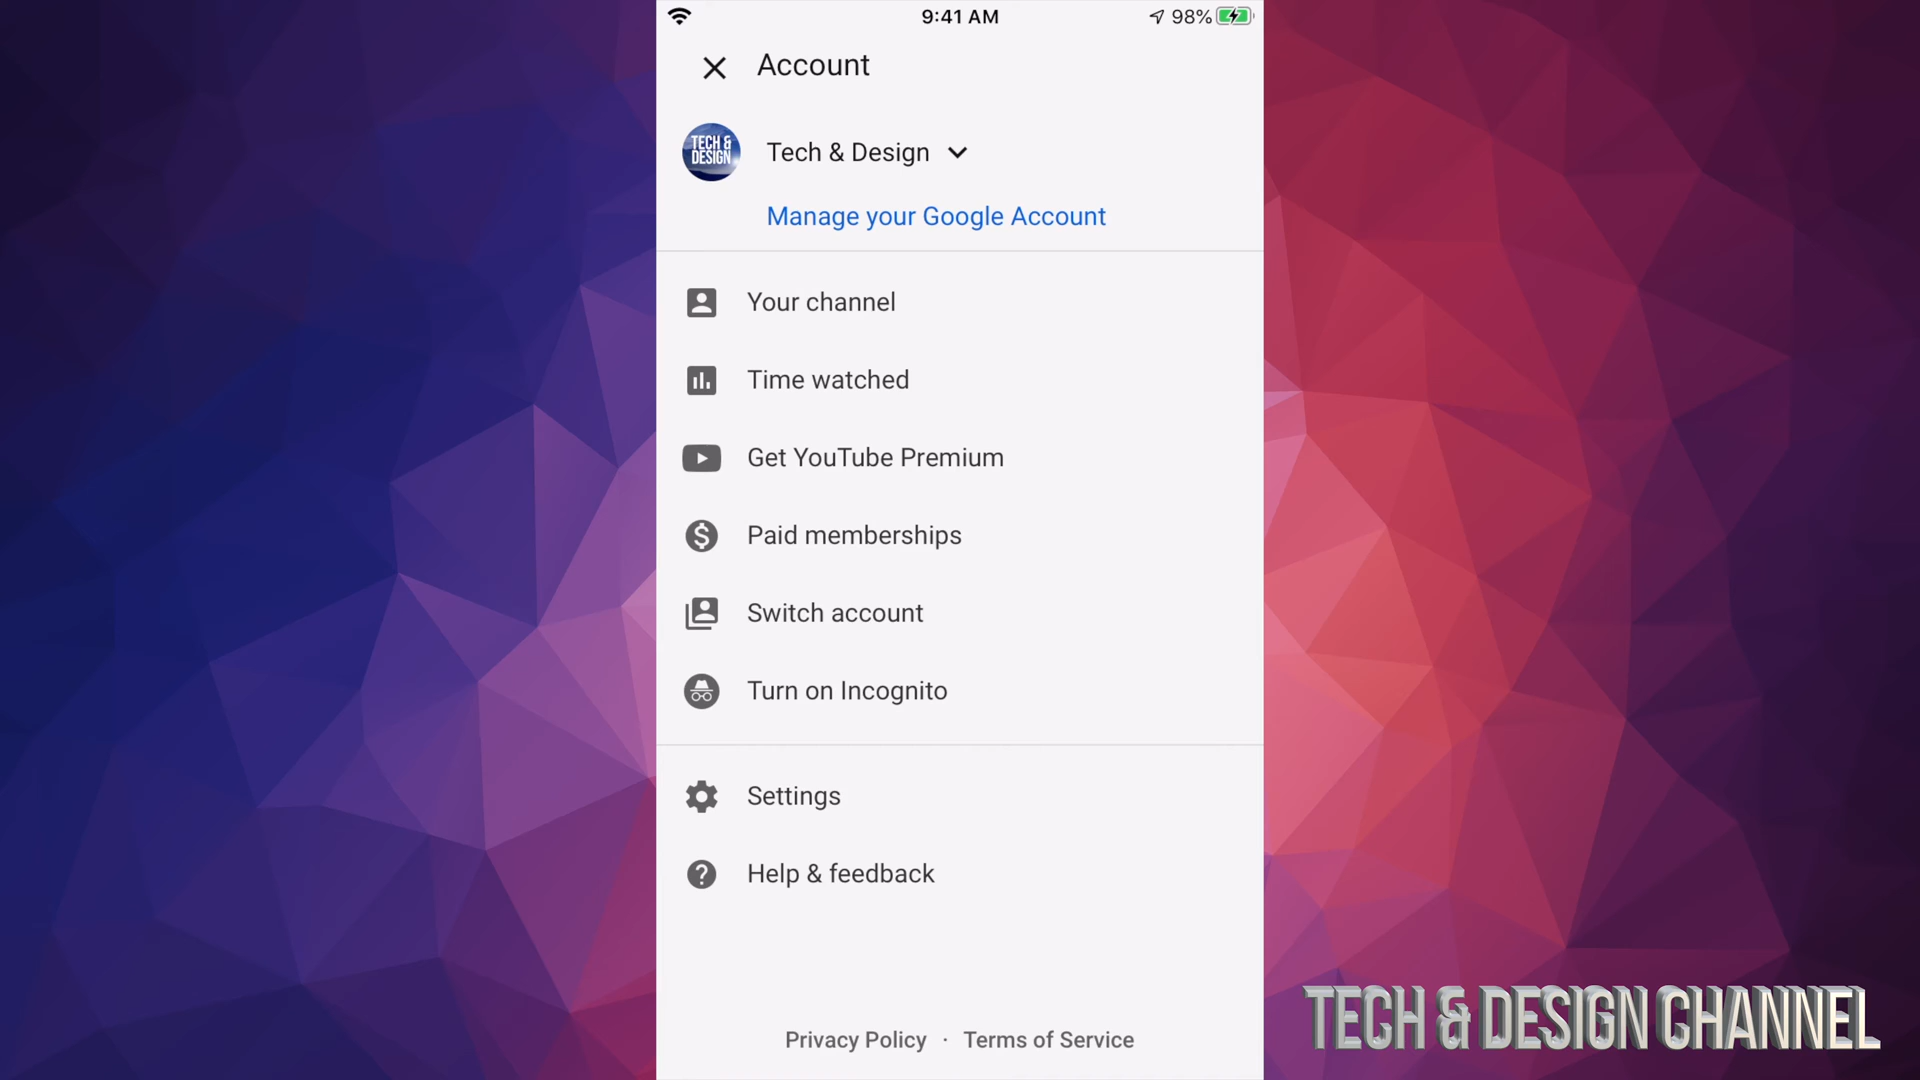 9:41 AM
98%
Account
TECH &
DESIGN
Tech & Design
Manage your Google Account
Your channel
Time watched
Get YouTube Premium
Paid memberships
Switch account
Turn on Incognito
Settings
Help & feedback
Privacy Policy · Terms of Service
TECH & DESIGN CHANNEL